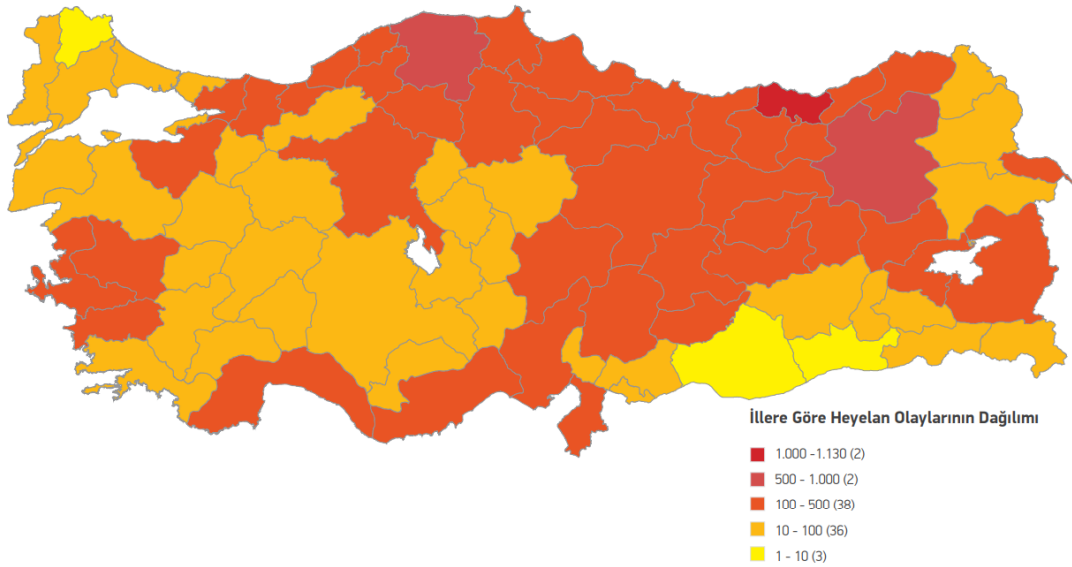 İllere Göre Heyelan Olaylarının Dağılımı
1.000 -1.130 (2)
500 - 1.000 (2)
100 - 500 (38)
10 - 100 (36)
1 - 10 (3)